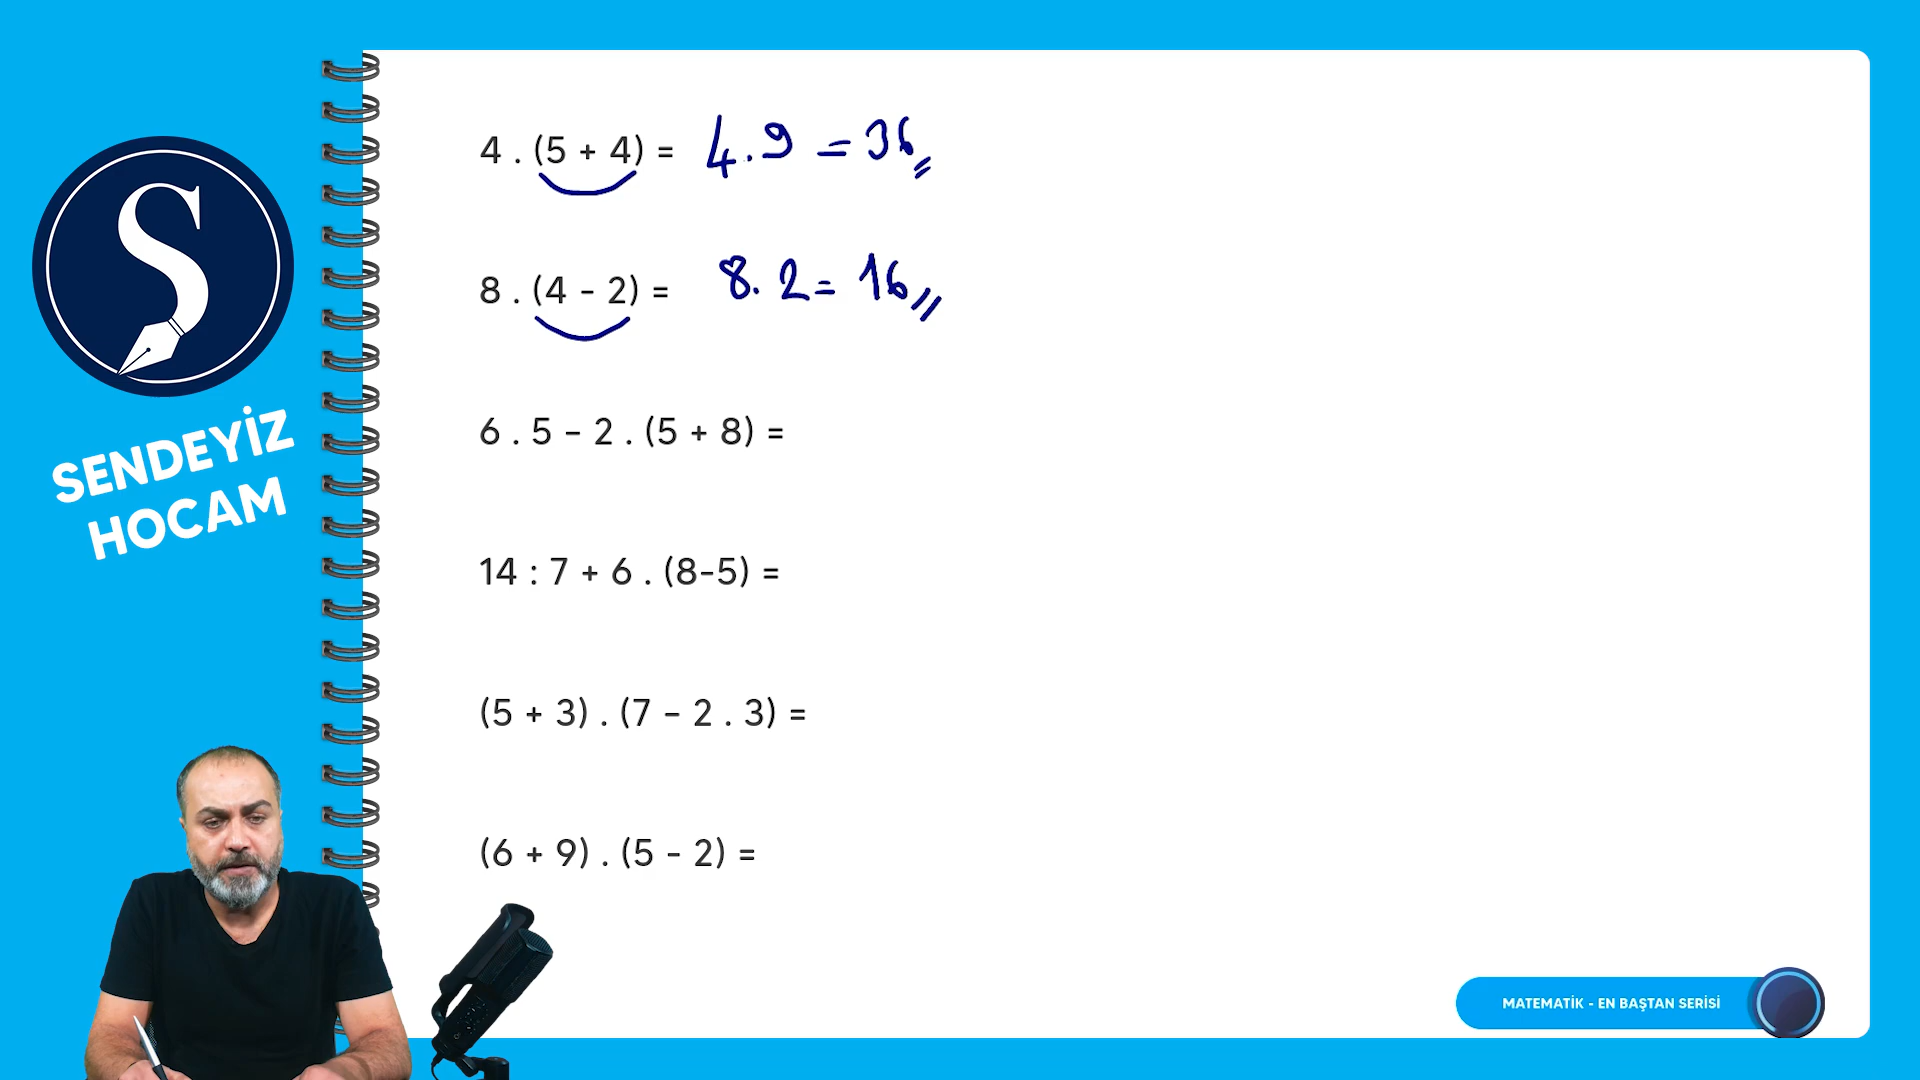 SENDEYİZ
HOCAM
4 . (5 + 4) = 4 . 9 = 36
8 . (4 - 2) = 8 . 2 = 16
6 . 5 – 2 . (5 + 8) =
14 : 7 + 6 . (8-5) =
(5 + 3) . (7 – 2 . 3) =
(6 + 9) . (5 - 2) =
MATEMATİK - EN BAŞTAN SERİSİ